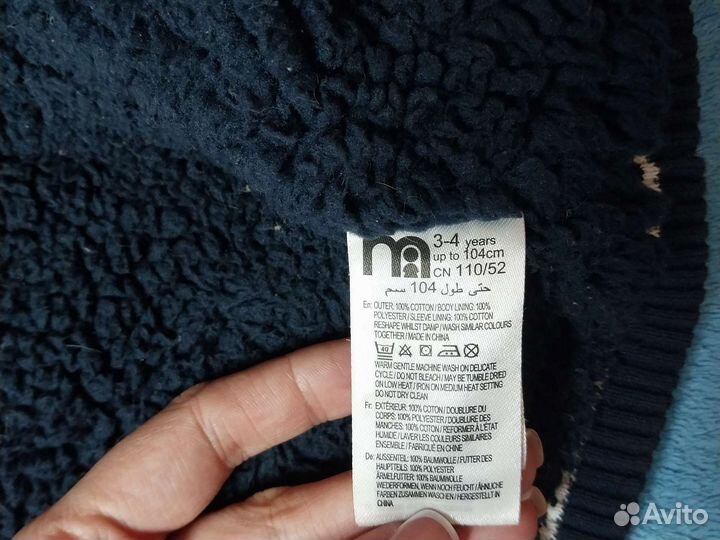 3-4 years
up to 104cm
CN 110/52
حتى طول 104 سم
En: OUTER: 100% COTTON / BODY LINING: 100%
POLYESTER / SLEEVE LINING: 100% COTTON
RESHAPE WHILST DAMP / WASH SIMILAR COLOURS
TOGETHER / MADE IN CHINA
40
WARM GENTLE MACHINE WASH ON DELICATE
CYCLE / DO NOT BLEACH / MAY BE TUMBLE DRIED
ON LOW HEAT / IRON ON MEDIUM HEAT SETTING
DO NOT DRY CLEAN
Fr: EXTÉRIEUR: 100% COTON / DOUBLURE DU
CORPS: 100% POLYESTER / DOUBLURE DES
MANCHES: 100% COTON / REFORMER À L'ÉTAT
HUMIDE / LAVER LES COULEURS SIMILAIRES
ENSEMBLE / FABRIQUÉ EN CHINE
De: AUSSENTEIL: 100% BAUMWOLLE / FUTTER DES
HAUPTTEILS: 100% POLYESTER
ÄRMELFUTTER: 100% BAUMWOLLE
WIEDERFORMEN, WENN NOCH FEUCHT / ÄHNLICHE
FARBEN ZUSAMMEN WASCHEN / HERGESTELLT IN
CHINA
Avito